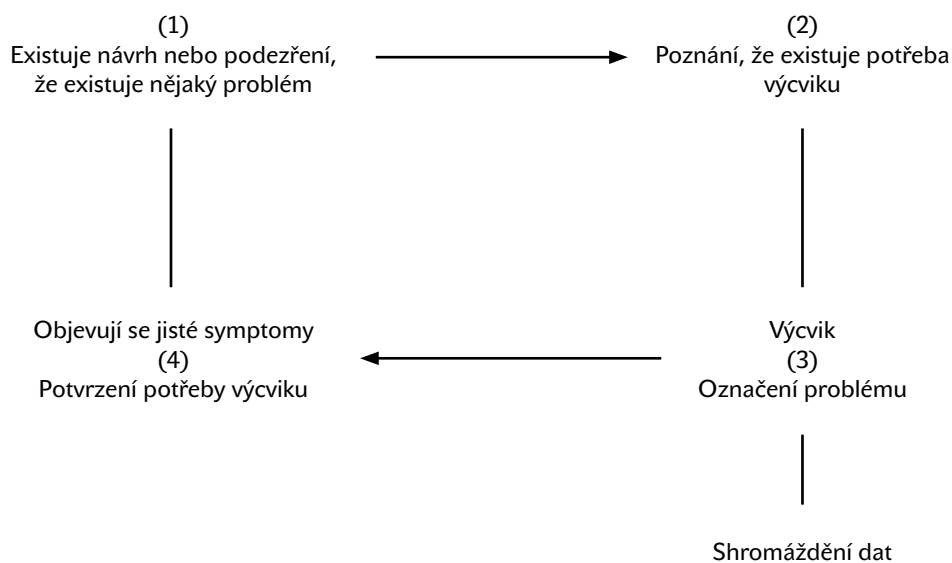 (1)
Existuje návrh nebo podezření,
že existuje nějaký problém
(2)
Poznání, že existuje potřeba
výcviku
Objevují se jisté symptomy
(4)
Potvrzení potřeby výcviku
Výcvik
(3)
Označení problému
Shromáždění dat